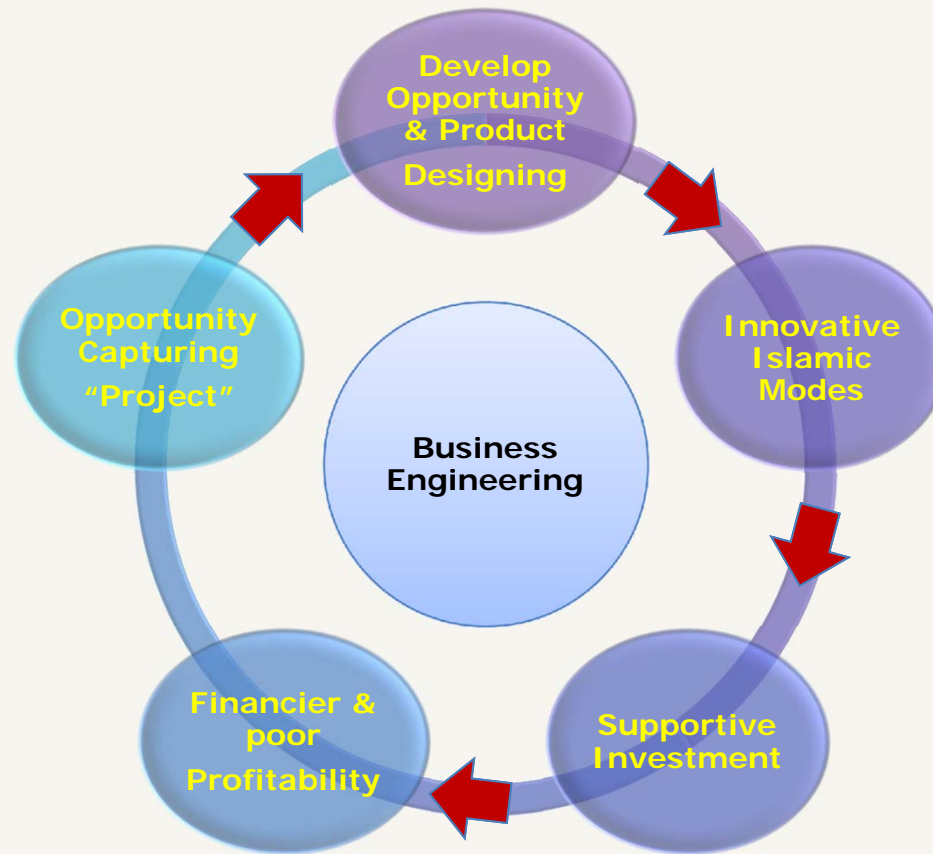 Develop
Opportunity
& Product
Designing
Innovative
Islamic
Modes
Supportive
Investment
Financier &
poor
Profitability
Opportunity
Capturing
“Project”
Business
Engineering